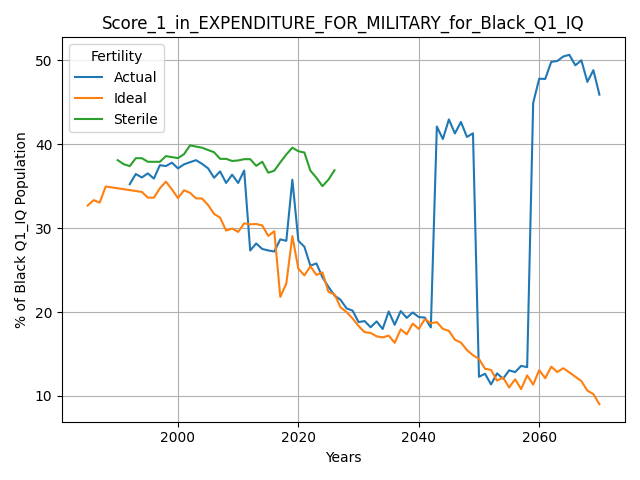 Score_1_in_EXPENDITURE_FOR_MILITARY_for_Black_Q1_IQ
Fertility
Actual
Ideal
Sterile
% of Black Q1_IQ Population
50
40
30
20
10
2000 2020 2040 2060
Years